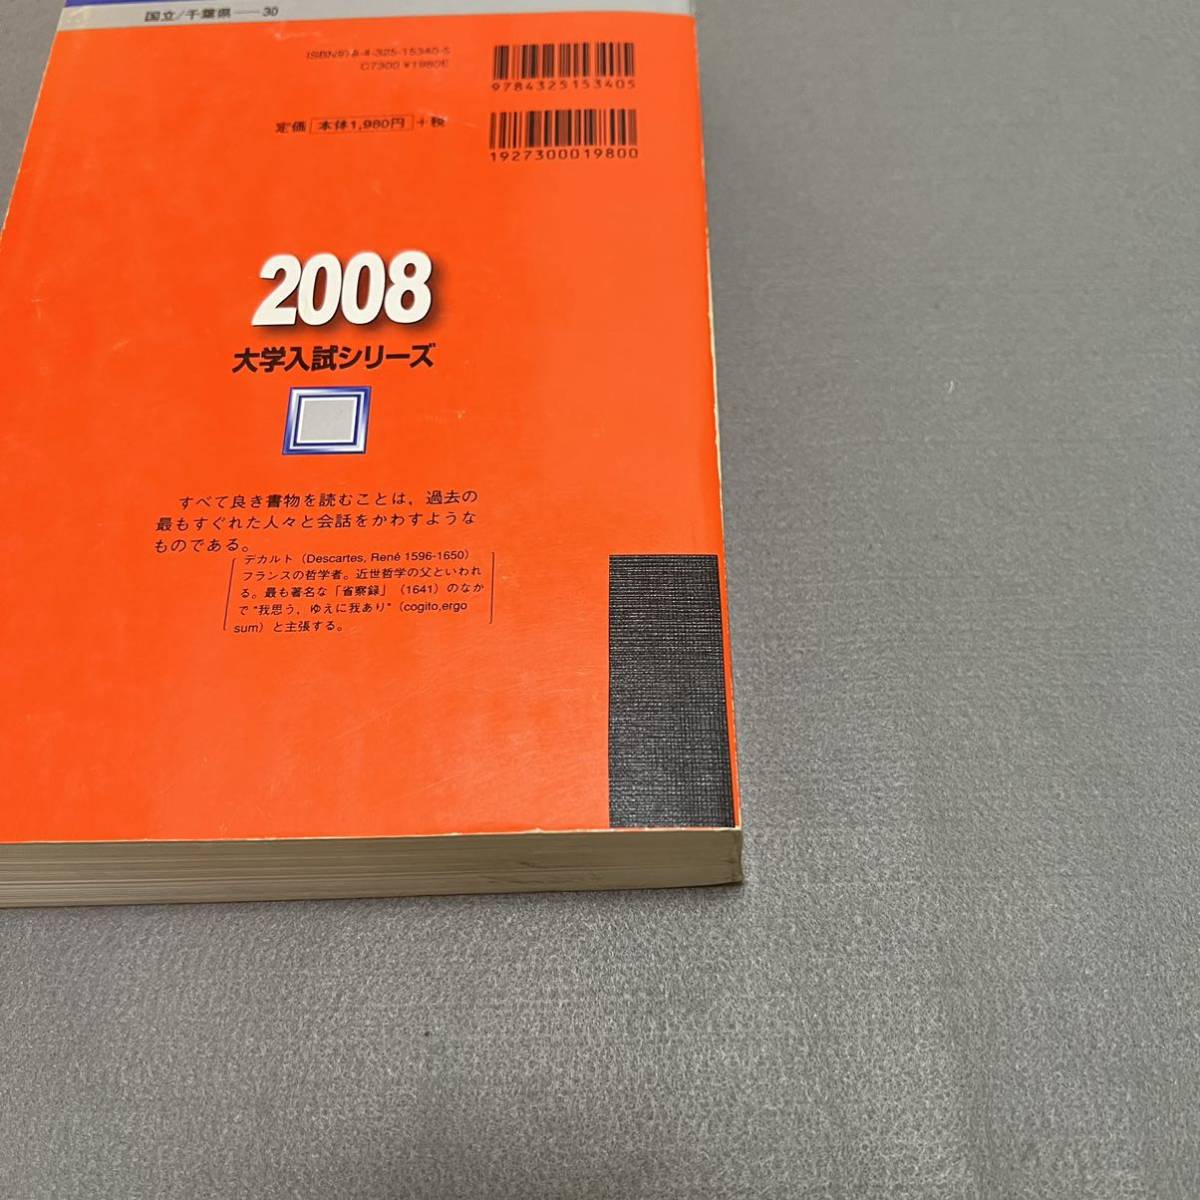 国立/千葉県──30
ISBN978-4-325-15340-5
C7300 ¥1980E
9784325153405
定価 本体1,980円 +税
1927300019800
2008
大学入試シリーズ
すべて良き書物を読むことは，過去の
最もすぐれた人々と会話をかわすような
ものである。
デカルト（Descartes, René 1596-1650）
フランスの哲学者。近世哲学の父といわれ
る。最も著名な「省察録」（1641）のなか
で "我思う，ゆえに我あり"（cogito,ergo
sum）と主張する。